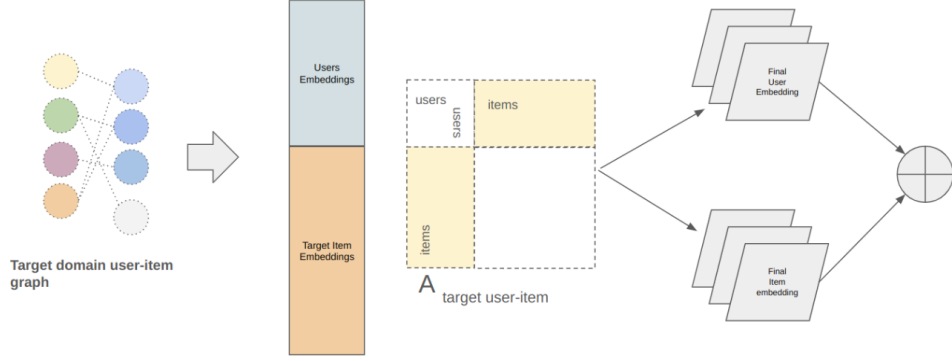 Target domain user-item
graph
Users
Embeddings
Target Item
Embeddings
users
users
items
items
A target user-item
Final
User
Embedding
Final
Item
embedding